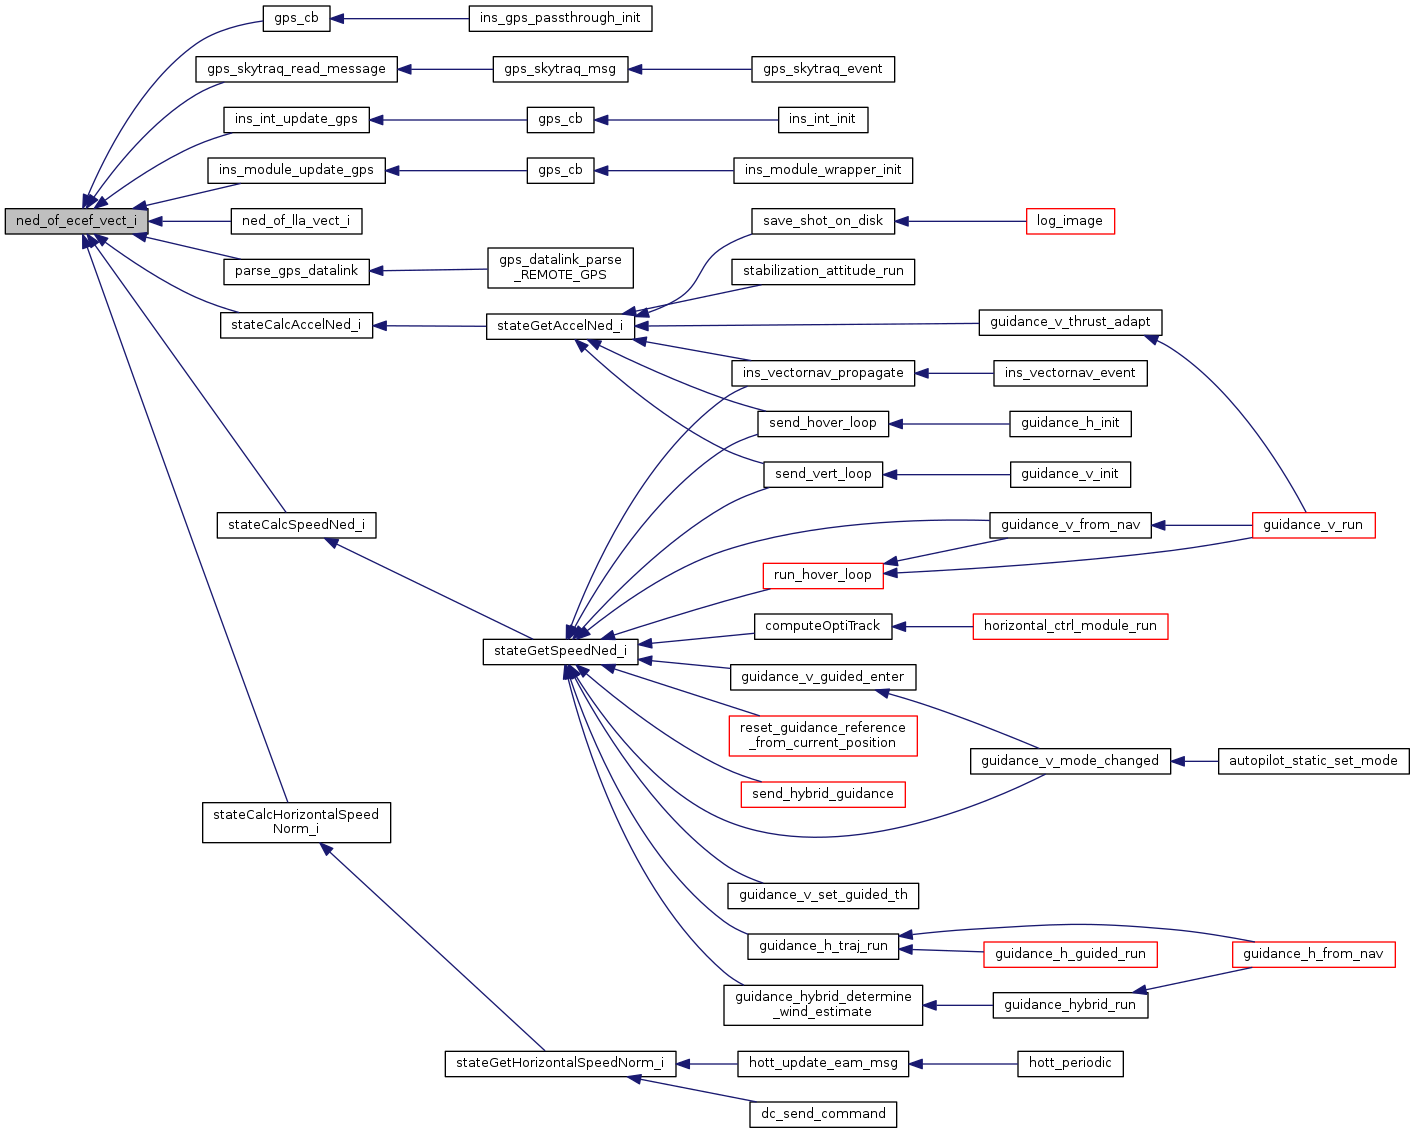 gps_cb
ins_gps_passthrough_init
gps_skytraq_read_message
gps_skytraq_msg
gps_skytraq_event
ins_int_update_gps
gps_cb
ins_int_init
ins_module_update_gps
gps_cb
ins_module_wrapper_init
ned_of_ecef_vect_i
ned_of_lla_vect_i
save_shot_on_disk
log_image
parse_gps_datalink
gps_datalink_parse
_REMOTE_GPS
stabilization_attitude_run
stateCalcAccelNed_i
stateGetAccelNed_i
guidance_v_thrust_adapt
ins_vectornav_propagate
ins_vectornav_event
send_hover_loop
guidance_h_init
send_vert_loop
guidance_v_init
stateCalcSpeedNed_i
guidance_v_from_nav
guidance_v_run
run_hover_loop
computeOptiTrack
horizontal_ctrl_module_run
stateGetSpeedNed_i
guidance_v_guided_enter
reset_guidance_reference
_from_current_position
guidance_v_mode_changed
autopilot_static_set_mode
send_hybrid_guidance
stateCalcHorizontalSpeed
Norm_i
guidance_v_set_guided_th
guidance_h_traj_run
guidance_h_guided_run
guidance_h_from_nav
guidance_hybrid_determine
_wind_estimate
guidance_hybrid_run
stateGetHorizontalSpeedNorm_i
hott_update_eam_msg
hott_periodic
dc_send_command